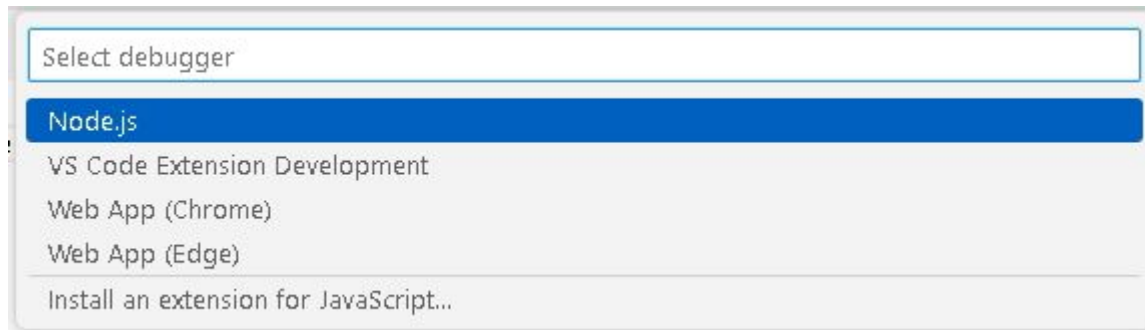 Select debugger
Node.js
VS Code Extension Development
Web App (Chrome)
Web App (Edge)
Install an extension for JavaScript...